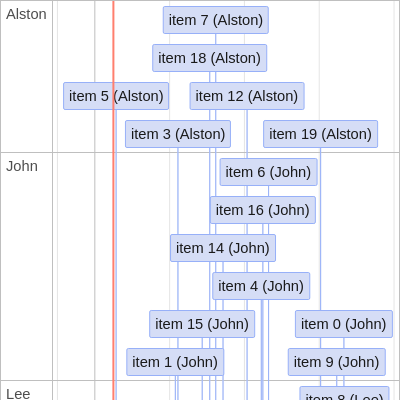 Alston
item 7 (Alston)
item 18 (Alston)
item 5 (Alston)
item 12 (Alston)
item 3 (Alston)
item 19 (Alston)
John
item 6 (John)
item 16 (John)
item 14 (John)
item 4 (John)
item 15 (John)
item 0 (John)
item 1 (John)
item 9 (John)
Lee
item 8 (Lee)